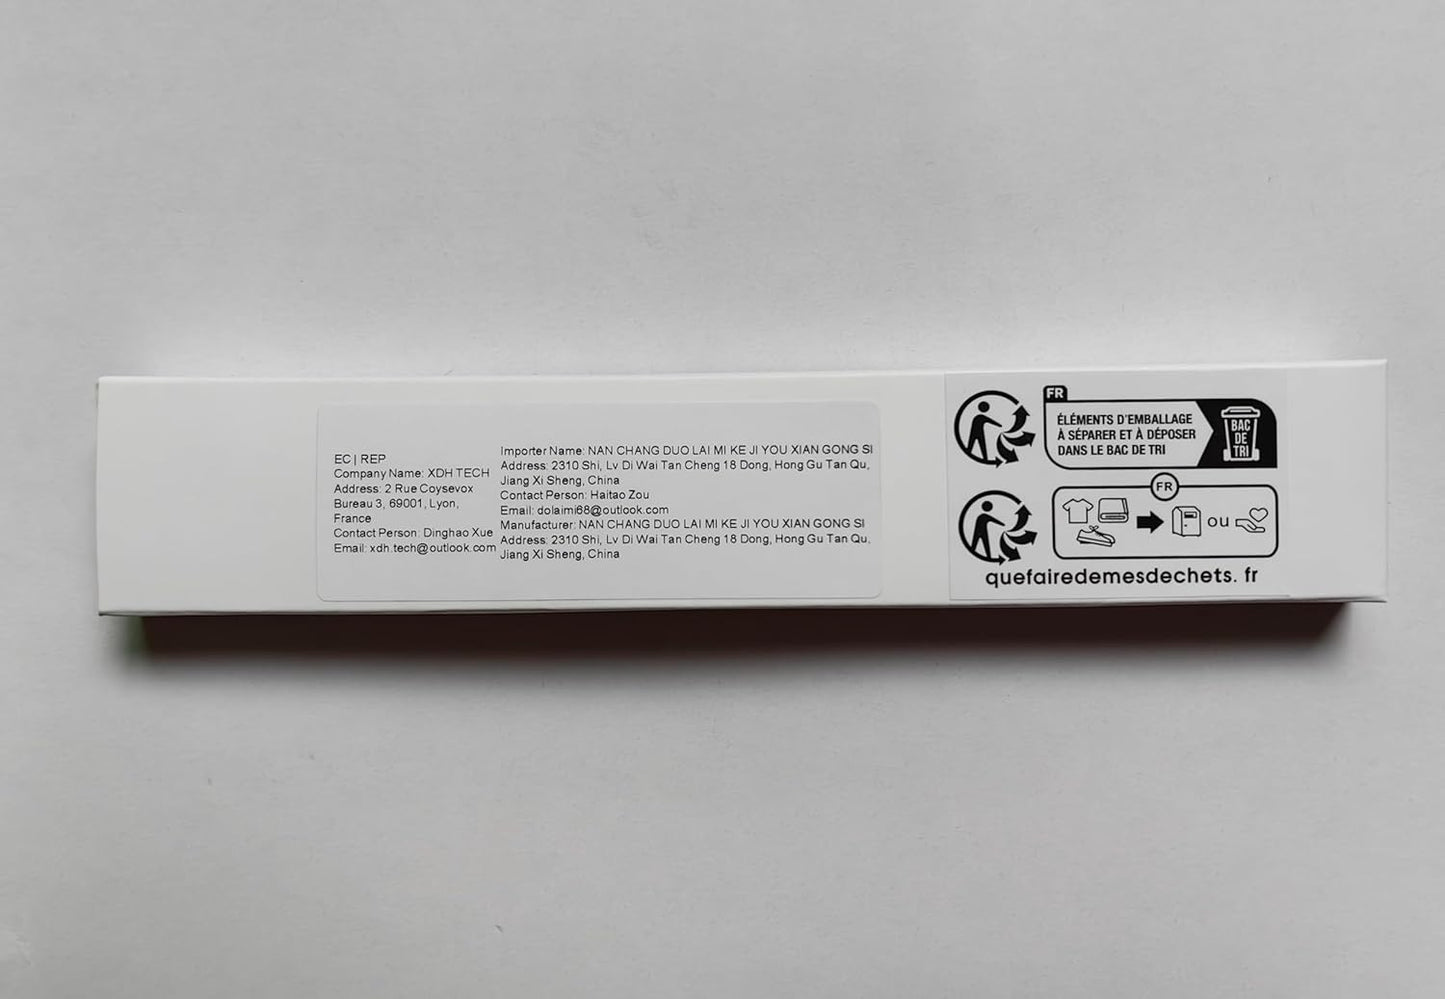 EC | REP
Company Name: XDH TECH
Address: 2 Rue Coysevox
Bureau 3, 69001, Lyon,
France
Contact Person: Dinghao Xue
Email: xdh.tech@outlook.com
Importer Name: NAN CHANG DUO LAI MI KE JI YOU XIAN GONG SI
Address: 2310 Shi, Lv Di Wai Tan Cheng 18 Dong, Hong Gu Tan Qu,
Jiang Xi Sheng, China
Contact Person: Haitao Zou
Email: dolaimi68@outlook.com
Manufacturer: NAN CHANG DUO LAI MI KE JI YOU XIAN GONG SI
Address: 2310 Shi, Lv Di Wai Tan Cheng 18 Dong, Hong Gu Tan Qu,
Jiang Xi Sheng, China
FR
ÉLÉMENTS D'EMBALLAGE
À SÉPARER ET À DÉPOSER
DANS LE BAC DE TRI
BAC
DE
TRI
FR
ou
quefairedemesdechets. fr